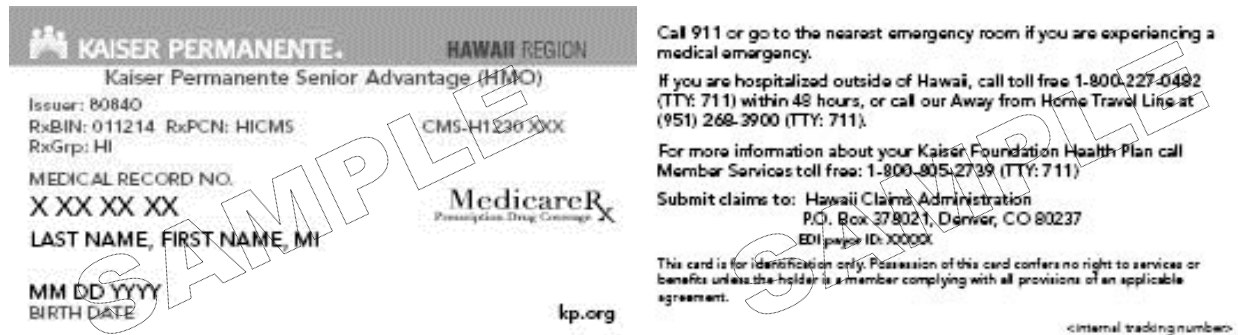 KAISER PERMANENTE.
HAWAII REGION
Kaiser Permanente Senior Advantage (HMO)
Issuer: 80840
RxBIN: 011214 RxPCN: HICMS
CMS-H1230 XXX
RxGrp: HI
MEDICAL RECORD NO.
X XX XX XX
MedicareRx
Prescription Drug Coverage
LAST NAME, FIRST NAME, MI
MM DD YYYY
BIRTH DATE
kp.org
SAMPLE
Call 911 or go to the nearest emergency room if you are experiencing a
medical emergency.
If you are hospitalized outside of Hawaii, call toll free 1-800-227-0482
(TTY: 711) within 48 hours, or call our Away from Home Travel Line at
(951) 268-3900 (TTY: 711).
For more information about your Kaiser Foundation Health Plan call
Member Services toll free: 1-800-805-2739 (TTY: 711)
Submit claims to: Hawaii Claims Administration
P.O. Box 378021, Denver, CO 80237
EDI payor ID: XXXXX
This card is for identification only. Possession of this card confers no right to services or
benefits unless the holder is a member complying with all provisions of an applicable
agreement.
<internal tracking number>
SAMPLE